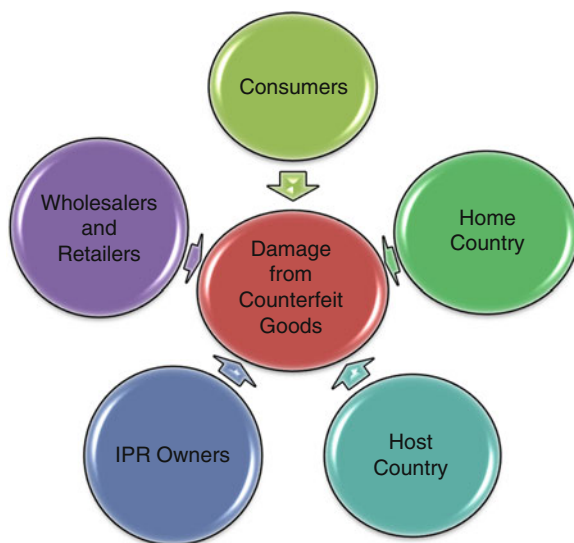 Consumers
Wholesalers
and
Retailers
Home
Country
Damage
from
Counterfeit
Goods
IPR Owners
Host
Country